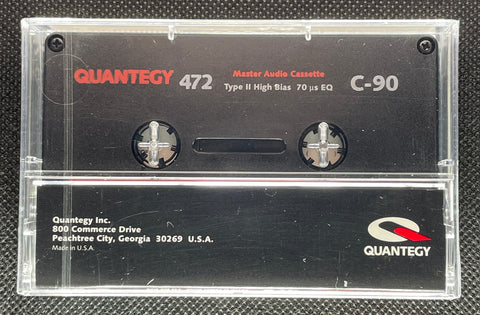 QUANTEGY 472 Master Audio Cassette
Type II High Bias 70 µs EQ C-90
Quantegy Inc.
800 Commerce Drive
Peachtree City, Georgia 30269 U.S.A.
Made in U.S.A.
QUANTEGY